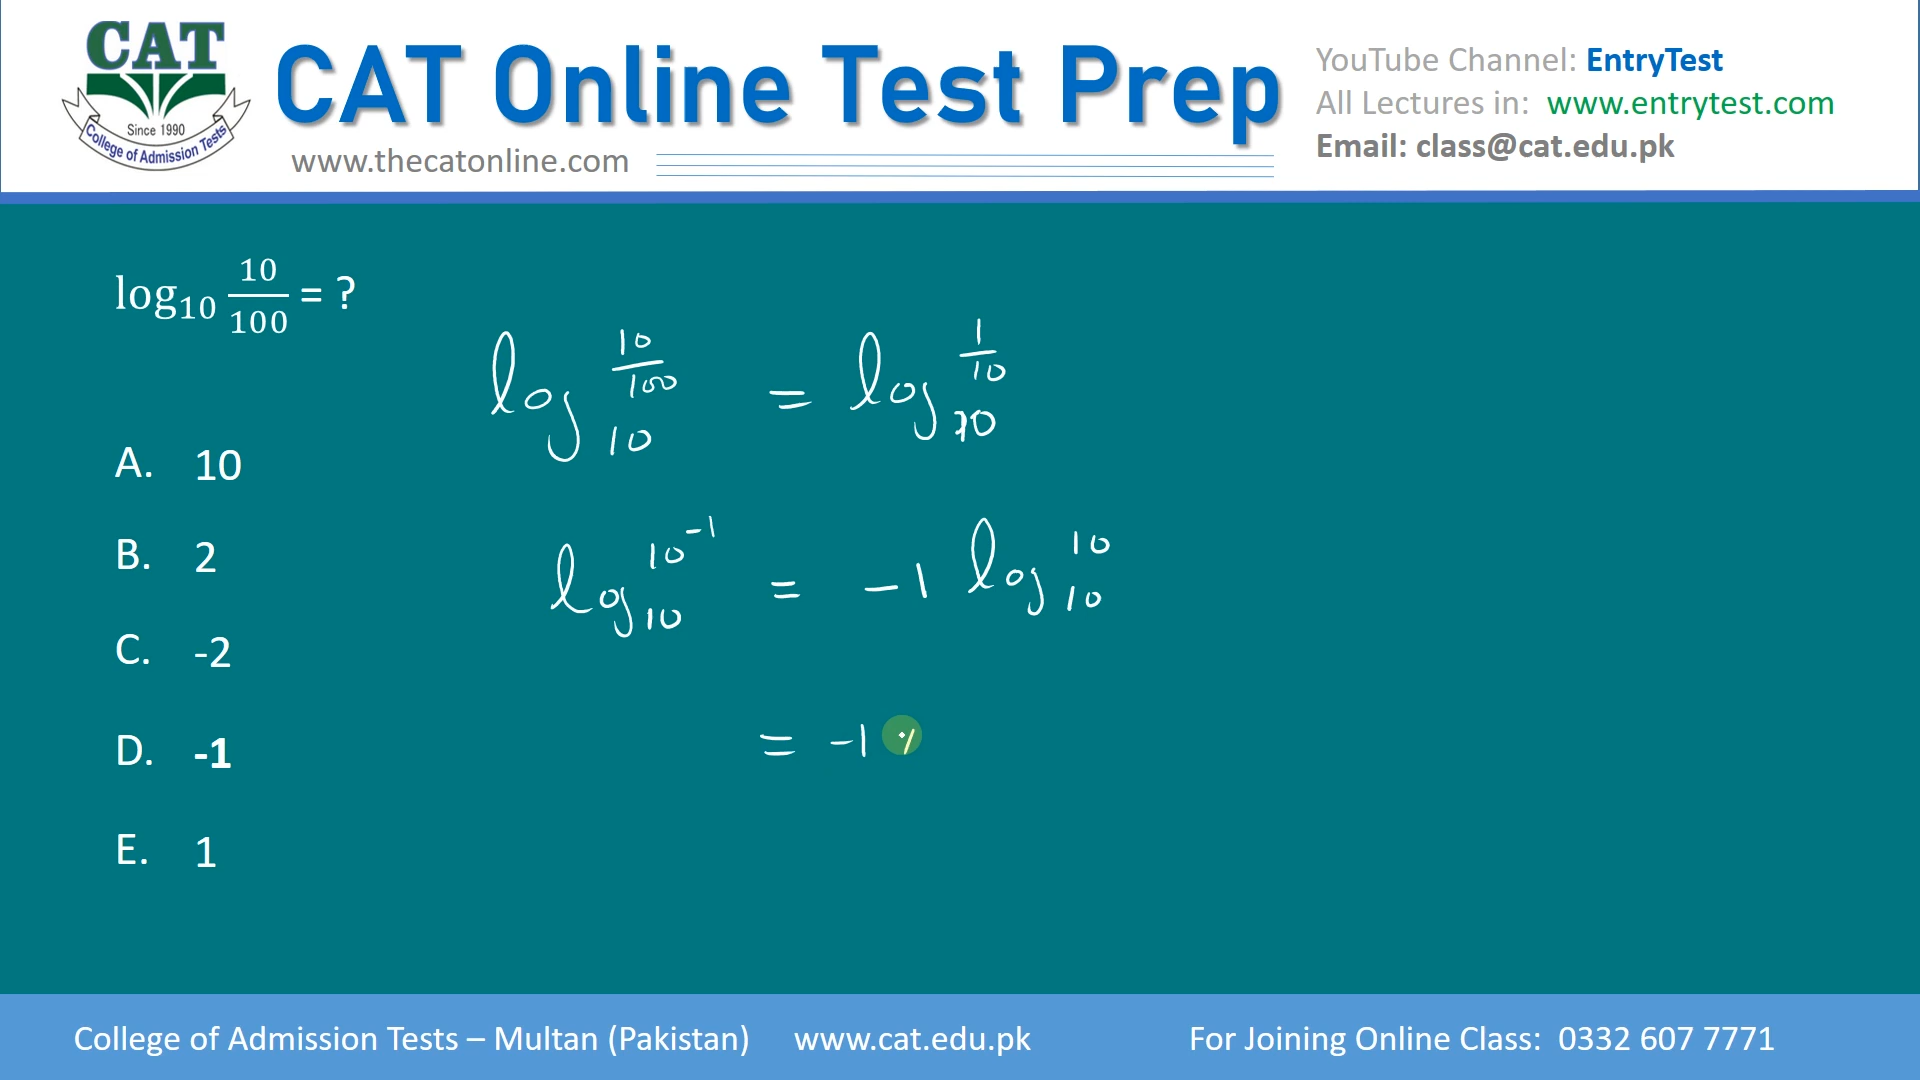 CAT
Since 1990
College of Admission Tests
CAT Online Test Prep
www.thecatonline.com
YouTube Channel: EntryTest
All Lectures in: www.entrytest.com
Email: class@cat.edu.pk
log₁₀ 10/100 = ?
log₁₀ 10/100 = log₁₀ 1/10
log₁₀ 10⁻¹ = -1 log₁₀ 10
= -1
A. 10
B. 2
C. -2
D. -1
E. 1
College of Admission Tests – Multan (Pakistan) www.cat.edu.pk For Joining Online Class: 0332 607 7771